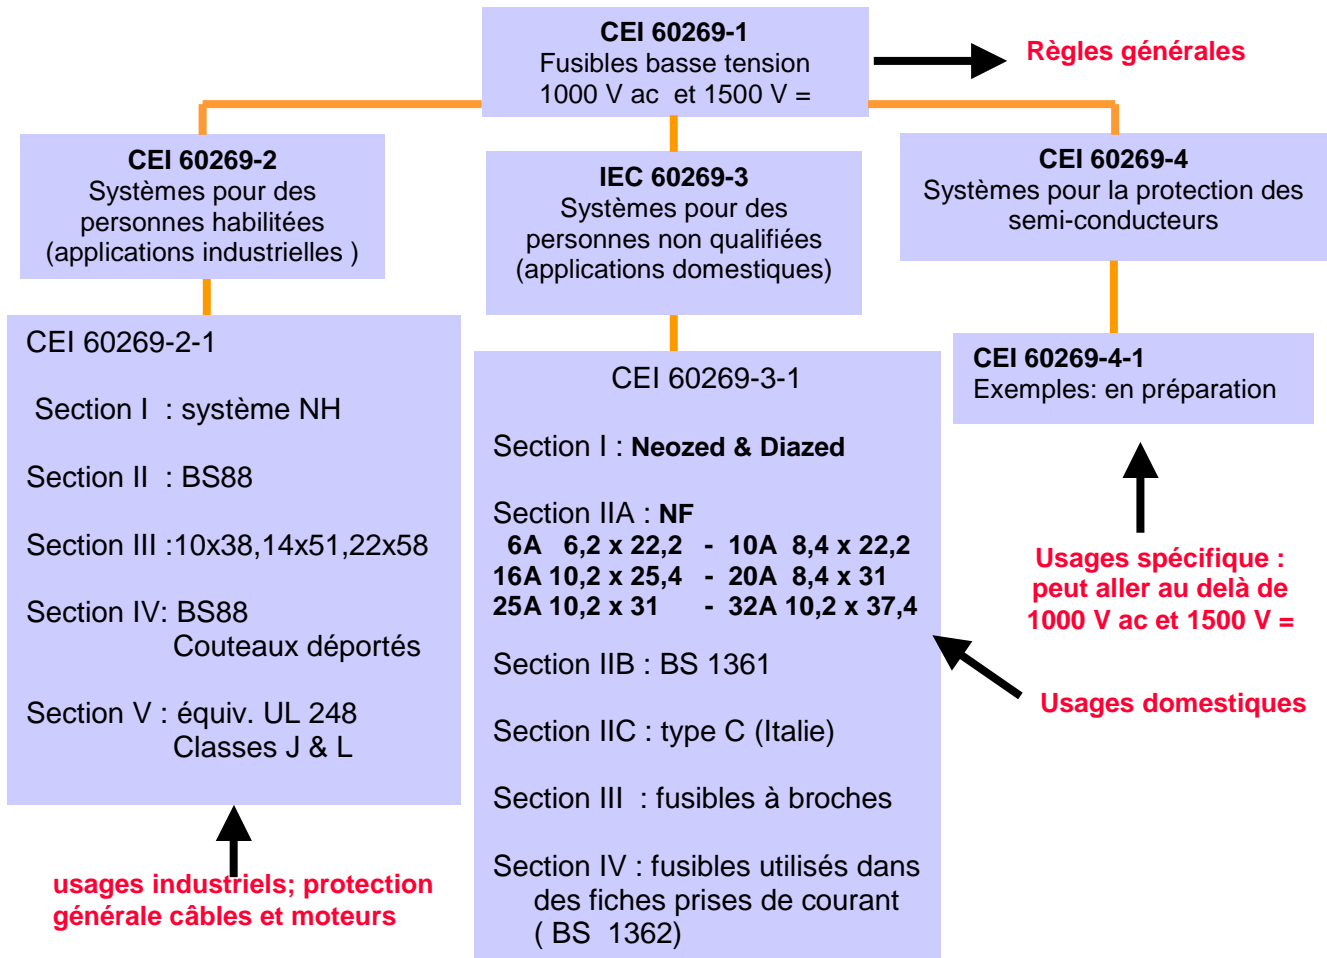 CEI 60269-1
Fusibles basse tension
1000 V ac et 1500 V =
Règles générales
CEI 60269-2
Systèmes pour des
personnes habilitées
(applications industrielles )
IEC 60269-3
Systèmes pour des
personnes non qualifiées
(applications domestiques)
CEI 60269-4
Systèmes pour la protection des
semi-conducteurs
CEI 60269-2-1
Section I : système NH
Section II : BS88
Section III :10x38,14x51,22x58
Section IV: BS88
Couteaux déportés
Section V : équiv. UL 248
Classes J & L
usages industriels; protection
générale câbles et moteurs
CEI 60269-3-1
Section I : Neozed & Diazed
Section IIA : NF
6A 6,2 x 22,2 - 10A 8,4 x 22,2
16A 10,2 x 25,4 - 20A 8,4 x 31
25A 10,2 x 31 - 32A 10,2 x 37,4
Section IIB : BS 1361
Section IIC : type C (Italie)
Section III : fusibles à broches
Section IV : fusibles utilisés dans
des fiches prises de courant
( BS 1362)
CEI 60269-4-1
Exemples: en préparation
Usages spécifique :
peut aller au delà de
1000 V ac et 1500 V =
Usages domestiques